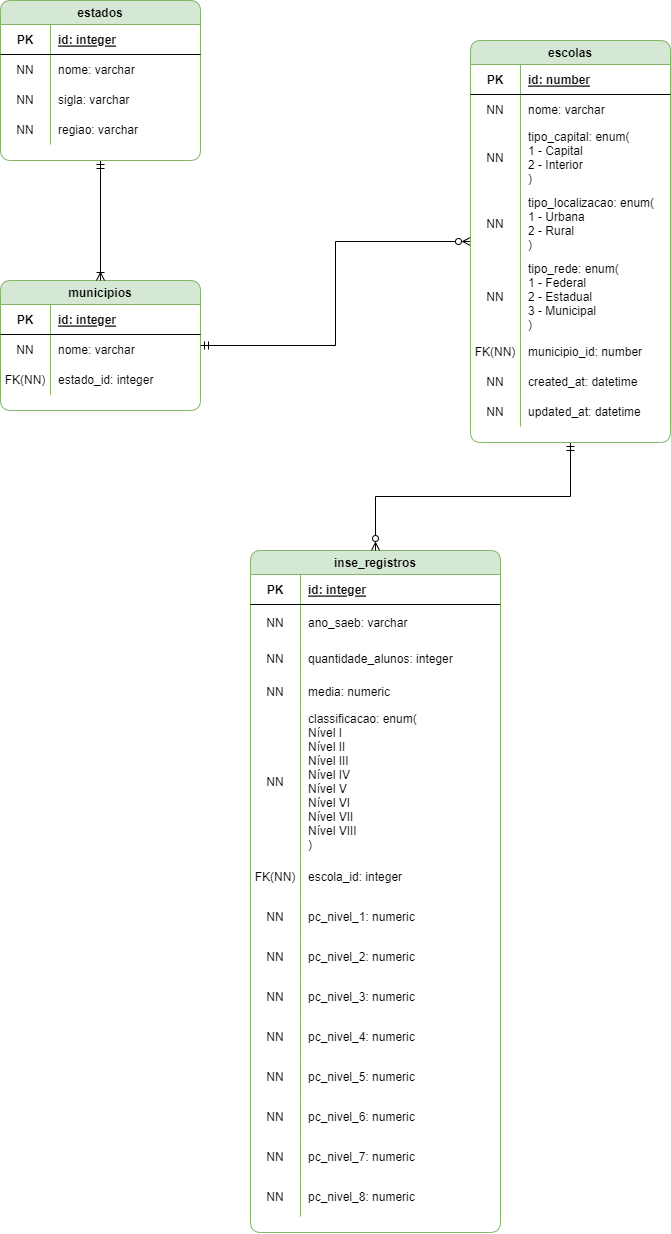 estados
PK id: integer
NN nome: varchar
NN sigla: varchar
NN regiao: varchar
escolas
PK id: number
NN nome: varchar
NN tipo_capital: enum(
1 - Capital
2 - Interior
)
NN tipo_localizacao: enum(
1 - Urbana
2 - Rural
)
NN tipo_rede: enum(
1 - Federal
2 - Estadual
3 - Municipal
)
FK(NN) municipio_id: number
NN created_at: datetime
NN updated_at: datetime
municipios
PK id: integer
NN nome: varchar
FK(NN) estado_id: integer
inse_registros
PK id: integer
NN ano_saeb: varchar
NN quantidade_alunos: integer
NN media: numeric
NN classificacao: enum(
Nível I
Nível II
Nível III
Nível IV
Nível V
Nível VI
Nível VII
Nível VIII
)
FK(NN) escola_id: integer
NN pc_nivel_1: numeric
NN pc_nivel_2: numeric
NN pc_nivel_3: numeric
NN pc_nivel_4: numeric
NN pc_nivel_5: numeric
NN pc_nivel_6: numeric
NN pc_nivel_7: numeric
NN pc_nivel_8: numeric